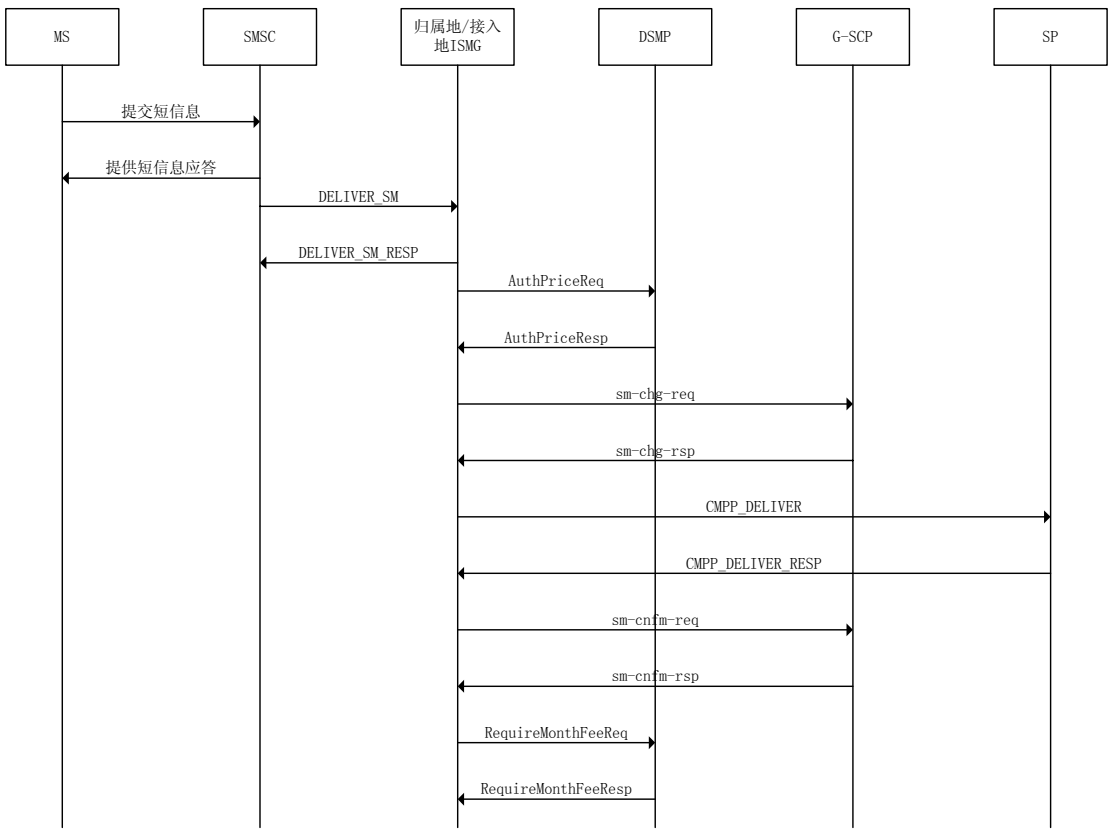 MS
SMSC
归属地/接入
地ISMG
DSMP
G-SCP
SP
提交短信息
提供短信息应答
DELIVER_SM
DELIVER_SM_RESP
AuthPriceReq
AuthPriceResp
sm-chg-req
sm-chg-rsp
CMPP_DELIVER
CMPP_DELIVER_RESP
sm-cnfm-req
sm-cnfm-rsp
RequireMonthFeeReq
RequireMonthFeeResp